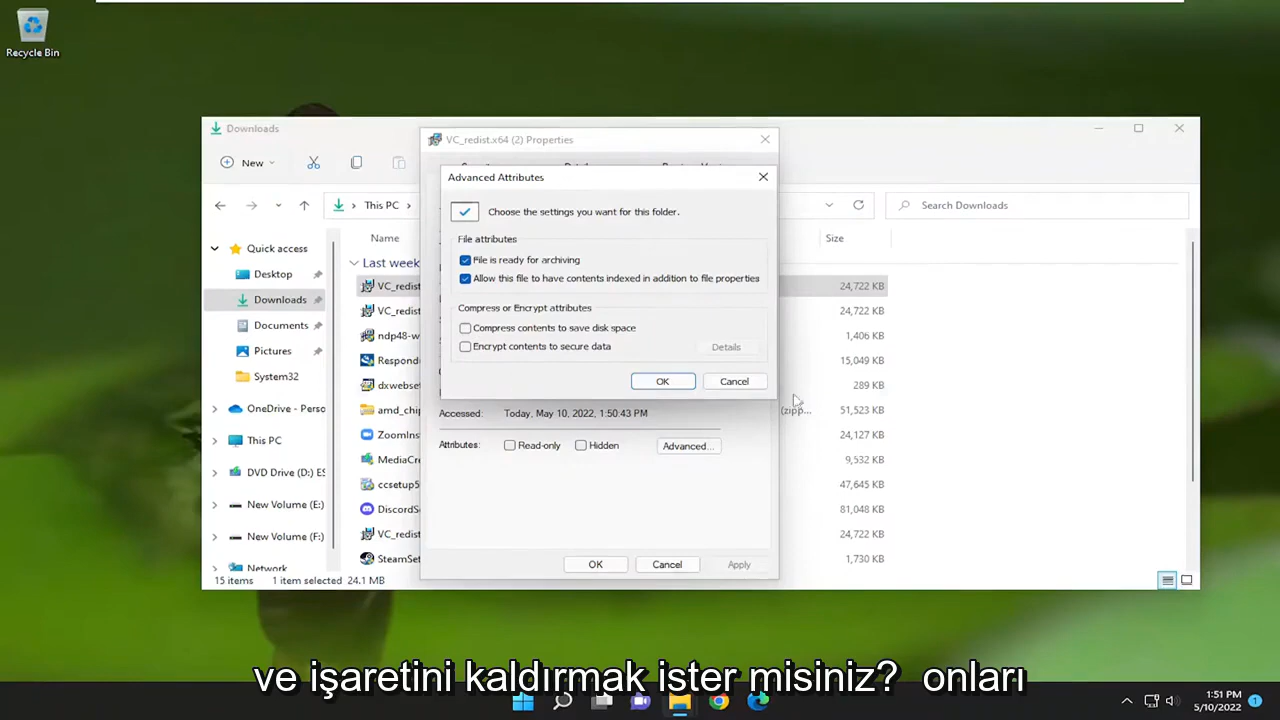 Recycle Bin
Downloads
VC_redist.x64 (2) Properties
New
Advanced Attributes
Choose the settings you want for this folder.
This PC
Search Downloads
File attributes
Name
Size
Quick access
File is ready for archiving
Last week
Desktop
Allow this file to have contents indexed in addition to file properties
VC_redist
24,722 KB
Downloads
Compress or Encrypt attributes
VC_redist
24,722 KB
Documents
Compress contents to save disk space
ndp48-w
1,406 KB
Pictures
Encrypt contents to secure data
Details
Respond
15,049 KB
System32
OK
Cancel
dxwebset
289 KB
OneDrive - Perso
amd_chip
Accessed: Today, May 10, 2022, 1:50:43 PM
(zipp...
51,523 KB
ZoomIns
24,127 KB
This PC
Attributes: Read-only Hidden Advanced...
MediaCre
9,532 KB
DVD Drive (D:) ES
ccsetup5
47,645 KB
New Volume (E:)
DiscordS
81,048 KB
New Volume (F:)
VC_redist
24,722 KB
SteamSet
1,730 KB
Network
OK
Cancel
Apply
15 items 1 item selected 24.1 MB
ve işaretini kaldırmak ister misiniz? onları
1:51 PM
5/10/2022
1